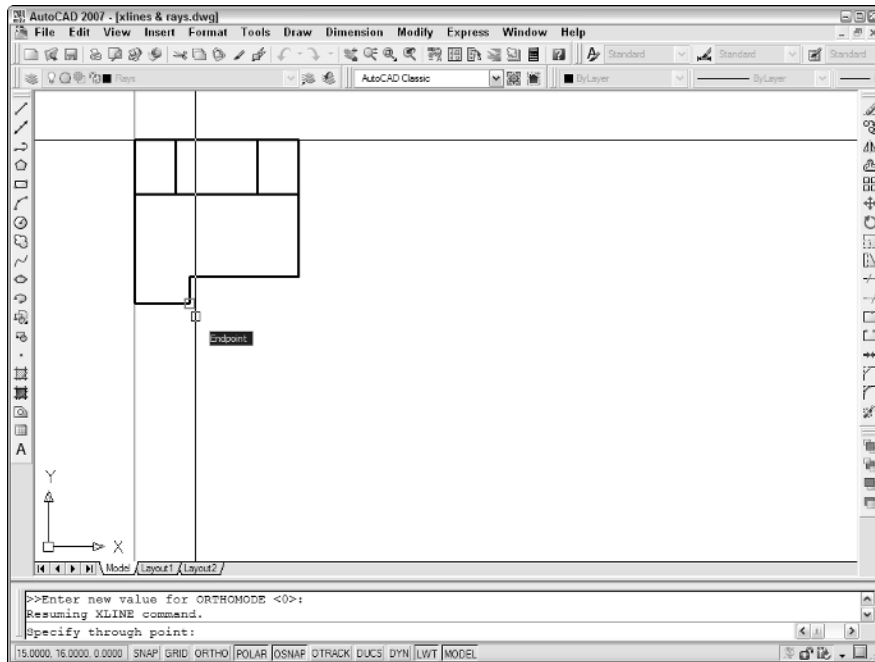 AutoCAD 2007 - [xlines & rays.dwg]
File Edit View Insert Format Tools Draw Dimension Modify Express Window Help
Standard Standard Standard
Rays AutoCAD Classic ByLayer ByLayer
A
Endpoint
Y
X
Model Layout1 Layout2
>>Enter new value for ORTHOMODE <0>:
Resuming XLINE command.
Specify through point:
15.0000, 16.0000, 0.0000 SNAP GRID ORTHO POLAR OSNAP OTRACK DUCS DYN LWT MODEL